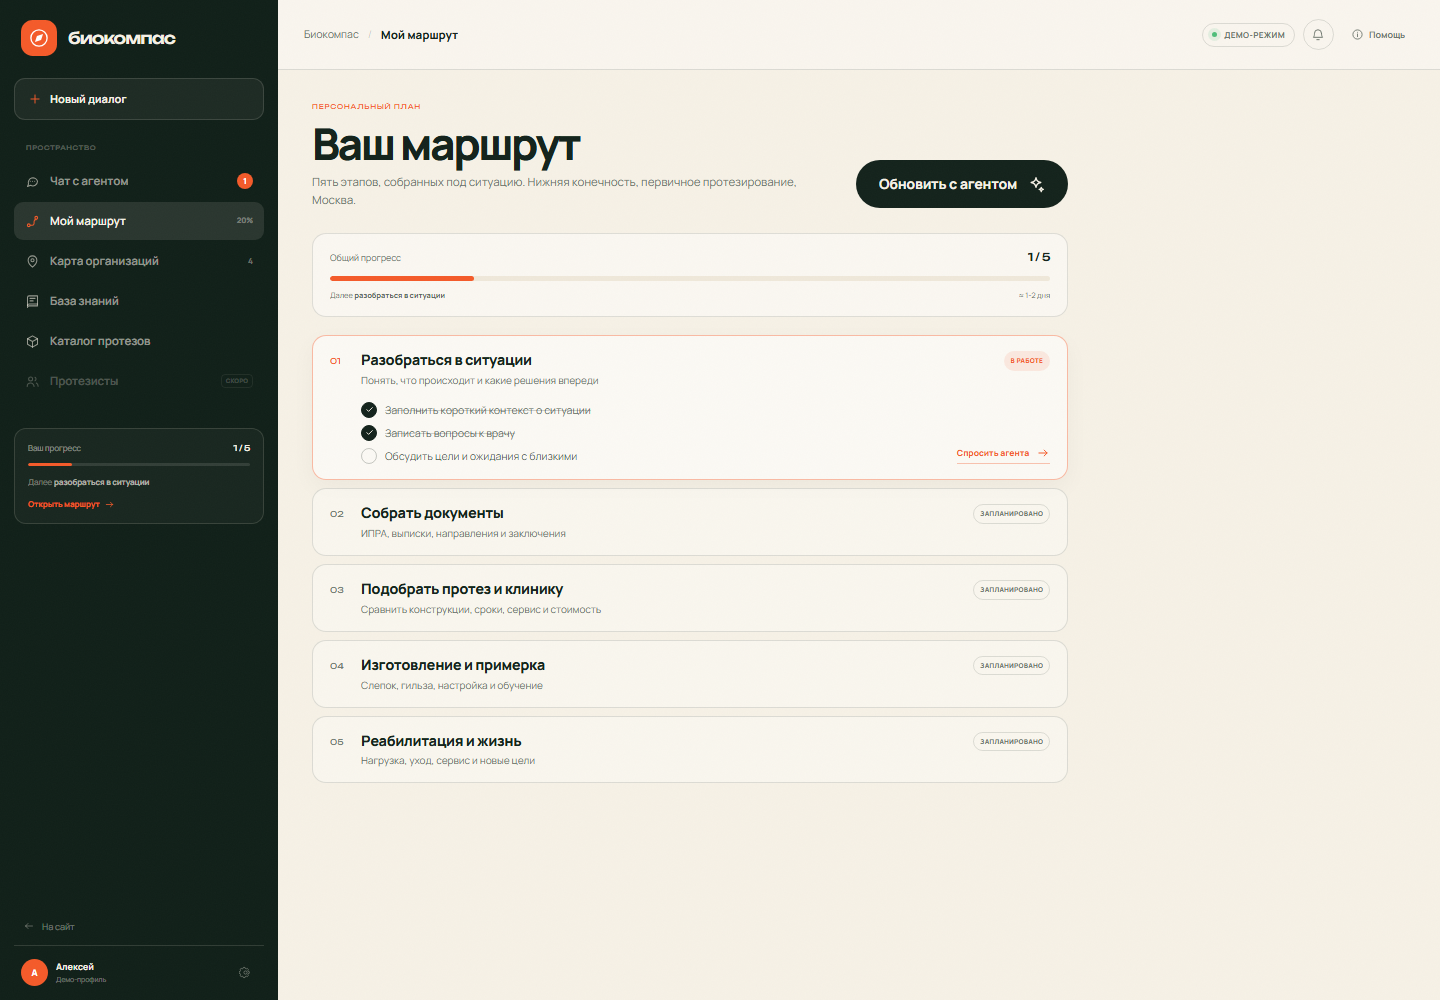 биокомпас
Новый диалог
ПРОСТРАНСТВО
Чат с агентом 1
Мой маршрут 20%
Карта организаций 4
База знаний
Каталог протезов
Протезисты СКОРО
Ваш прогресс 1/5
Далее разобраться в ситуации
Открыть маршрут →
← На сайт
А Алексей
Демо-профиль
Биокомпас / Мой маршрут
ДЕМО-РЕЖИМ
Помощь
ПЕРСОНАЛЬНЫЙ ПЛАН
Ваш маршрут
Пять этапов, собранных под ситуацию. Нижняя конечность, первичное протезирование,
Москва.
Обновить с агентом
Общий прогресс 1/5
Далее разобраться в ситуации ≈ 1-2 дня
01 Разобраться в ситуации В РАБОТЕ
Понять, что происходит и какие решения впереди
Заполнить короткий контекст о ситуации
Записать вопросы к врачу
Обсудить цели и ожидания с близкими
Спросить агента →
02 Собрать документы ЗАПЛАНИРОВАНО
ИПРА, выписки, направления и заключения
03 Подобрать протез и клинику ЗАПЛАНИРОВАНО
Сравнить конструкции, сроки, сервис и стоимость
04 Изготовление и примерка ЗАПЛАНИРОВАНО
Слепок, гильза, настройка и обучение
05 Реабилитация и жизнь ЗАПЛАНИРОВАНО
Нагрузка, уход, сервис и новые цели